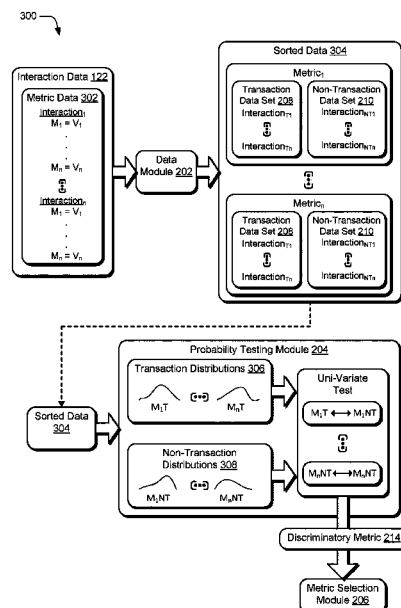 300
Interaction Data 122
Metric Data 302
Interaction1
M1 = V1
.
.
.
Mn = Vn
Interactionn
M1 = V1
.
.
.
Mn = Vn
Data
Module 202
Sorted Data 304
Metric1
Transaction
Data Set 208
InteractionT1
InteractionTn
Non-Transaction
Data Set 210
InteractionNT1
InteractionNTn
Metricn
Transaction
Data Set 208
InteractionT1
InteractionTn
Non-Transaction
Data Set 210
InteractionNT1
InteractionNTn
Sorted Data
304
Probability Testing Module 204
Transaction Distributions 306
M1T
MnT
Non-Transaction
Distributions 308
M1NT
MnNT
Uni-Variate
Test
M1T ↔ M1NT
MnNT↔MnNT
Discriminatory Metric 214
Metric Selection
Module 206